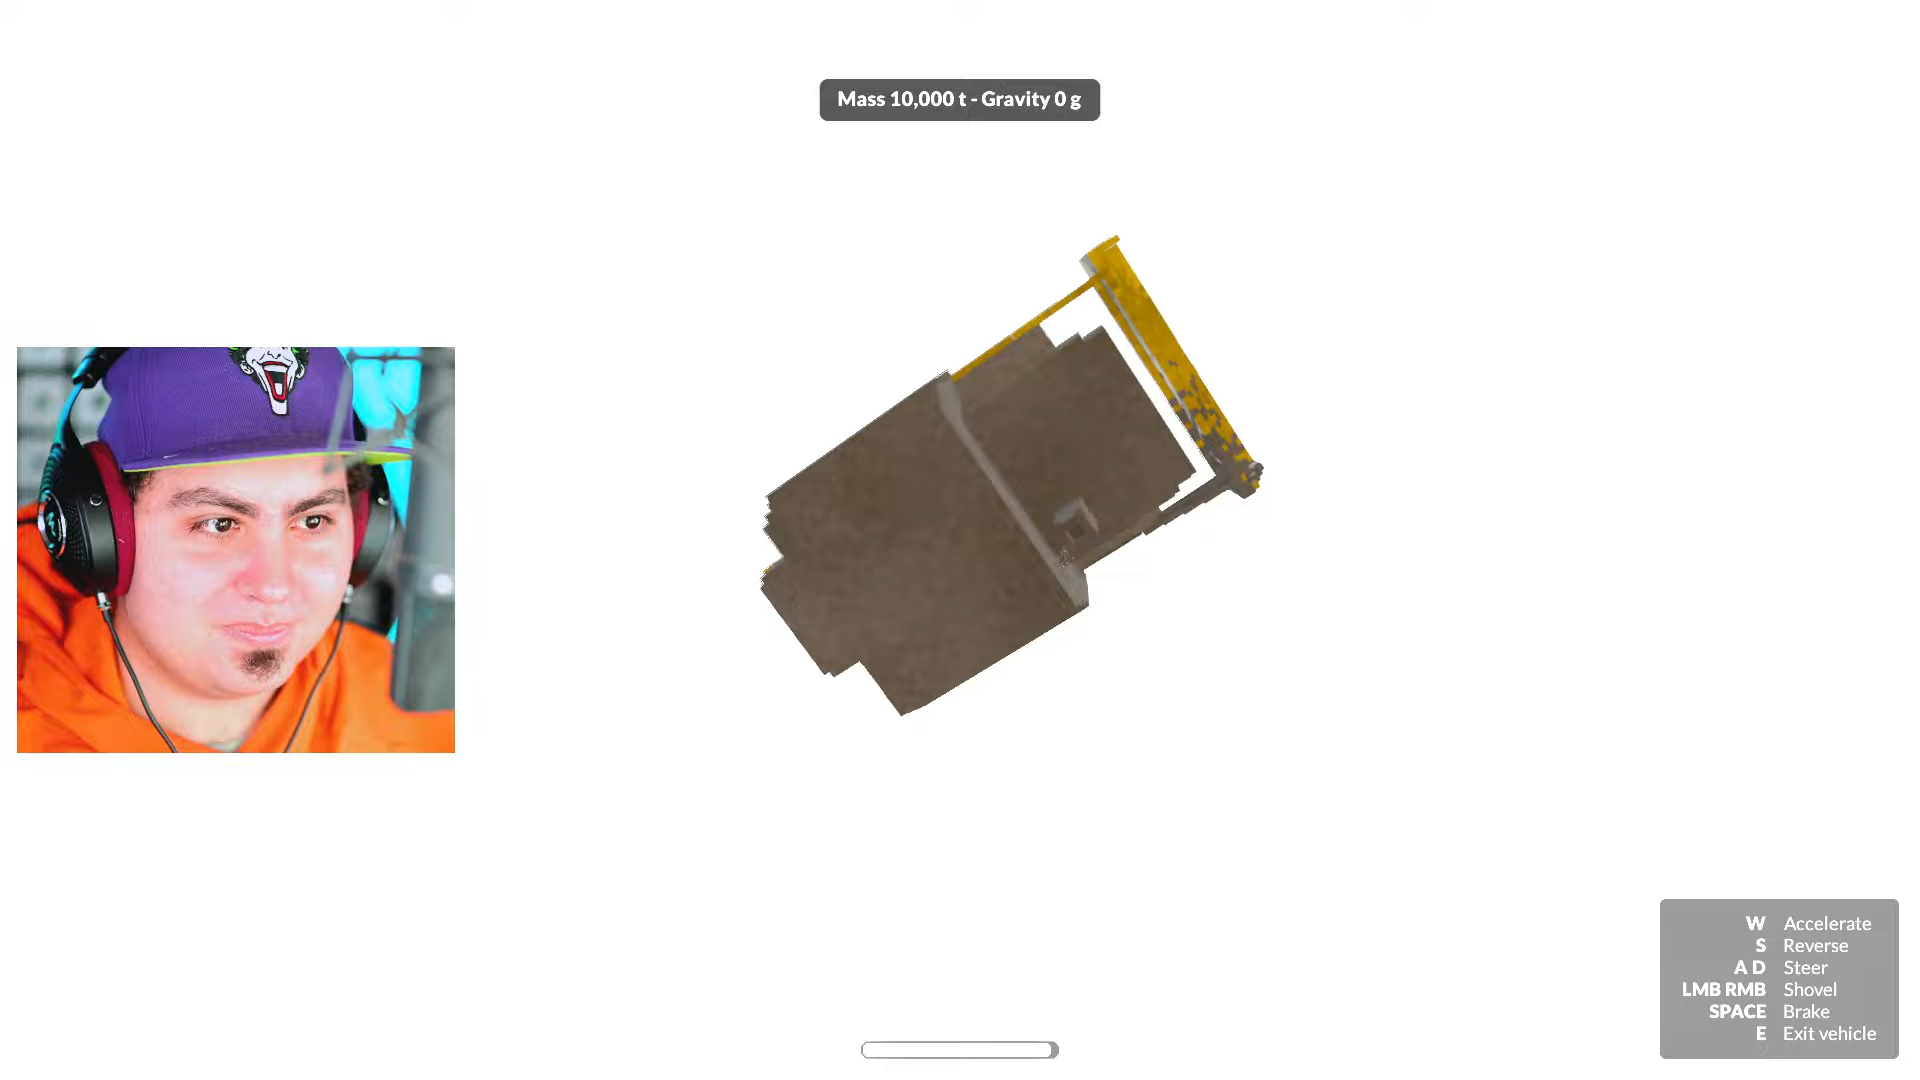 Mass 10,000 t - Gravity 0 g
W Accelerate
S Reverse
A D Steer
LMB RMB Shovel
SPACE Brake
E Exit vehicle